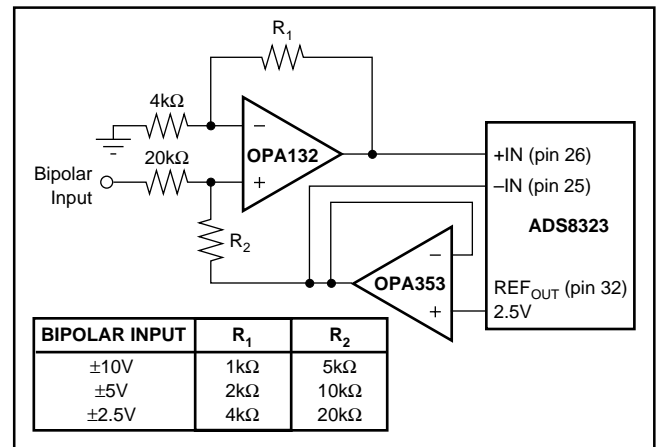 R₁
4kΩ
−
OPA132
+
20kΩ
Bipolar
Input
R₂
+IN (pin 26)
–IN (pin 25)
ADS8323
−
OPA353
+
REFOUT (pin 32)
2.5V
BIPOLAR INPUT R₁ R₂
±10V 1kΩ 5kΩ
±5V 2kΩ 10kΩ
±2.5V 4kΩ 20kΩ